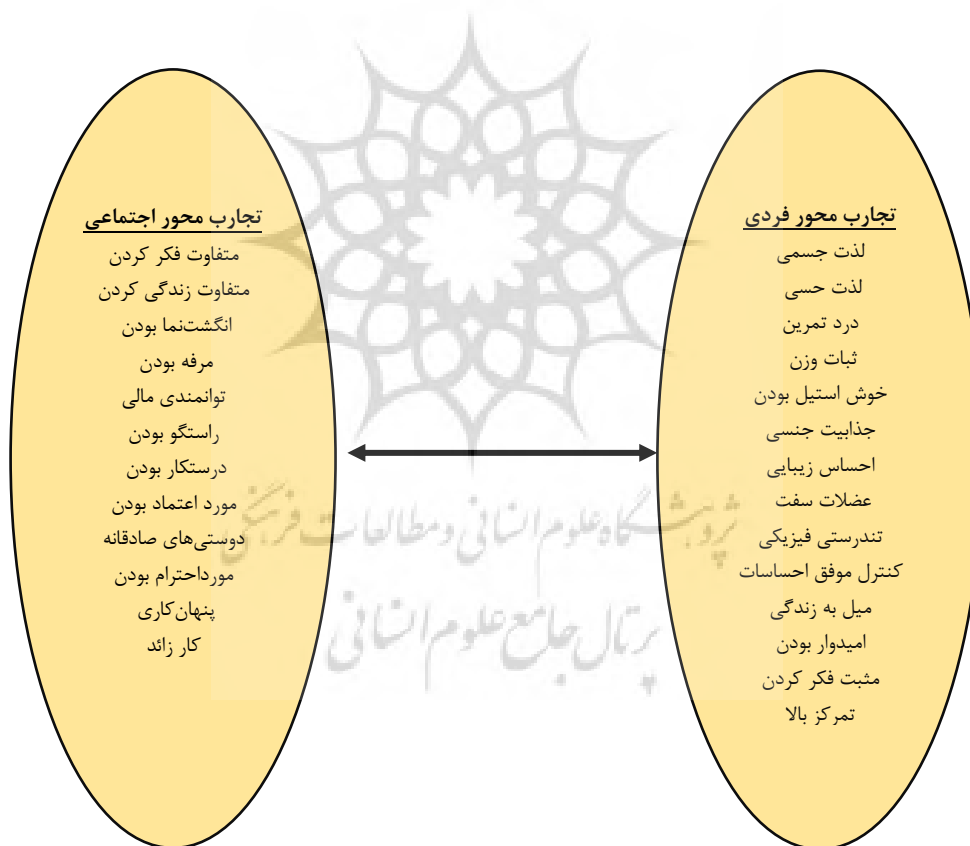 تجارب محور فردی
لذت جسمی
لذت حسی
درد تمرین
ثبات وزن
خوش استیل بودن
جذابیت جنسی
احساس زیبایی
عضلات سفت
تندرستی فیزیکی
کنترل موفق احساسات
میل به زندگی
امیدوار بودن
مثبت فکر کردن
تمرکز بالا
تجارب محور اجتماعی
متفاوت فکر کردن
متفاوت زندگی کردن
انگشت‌نما بودن
مرفه بودن
توانمندی مالی
راستگو بودن
درستکار بودن
مورد اعتماد بودن
دوستی‌های صادقانه
مورداحترام بودن
پنهان‌کاری
کار زائد
پژوهشگاه علوم انسانی و مطالعات فرهنگی
پرتال جامع علوم انسانی